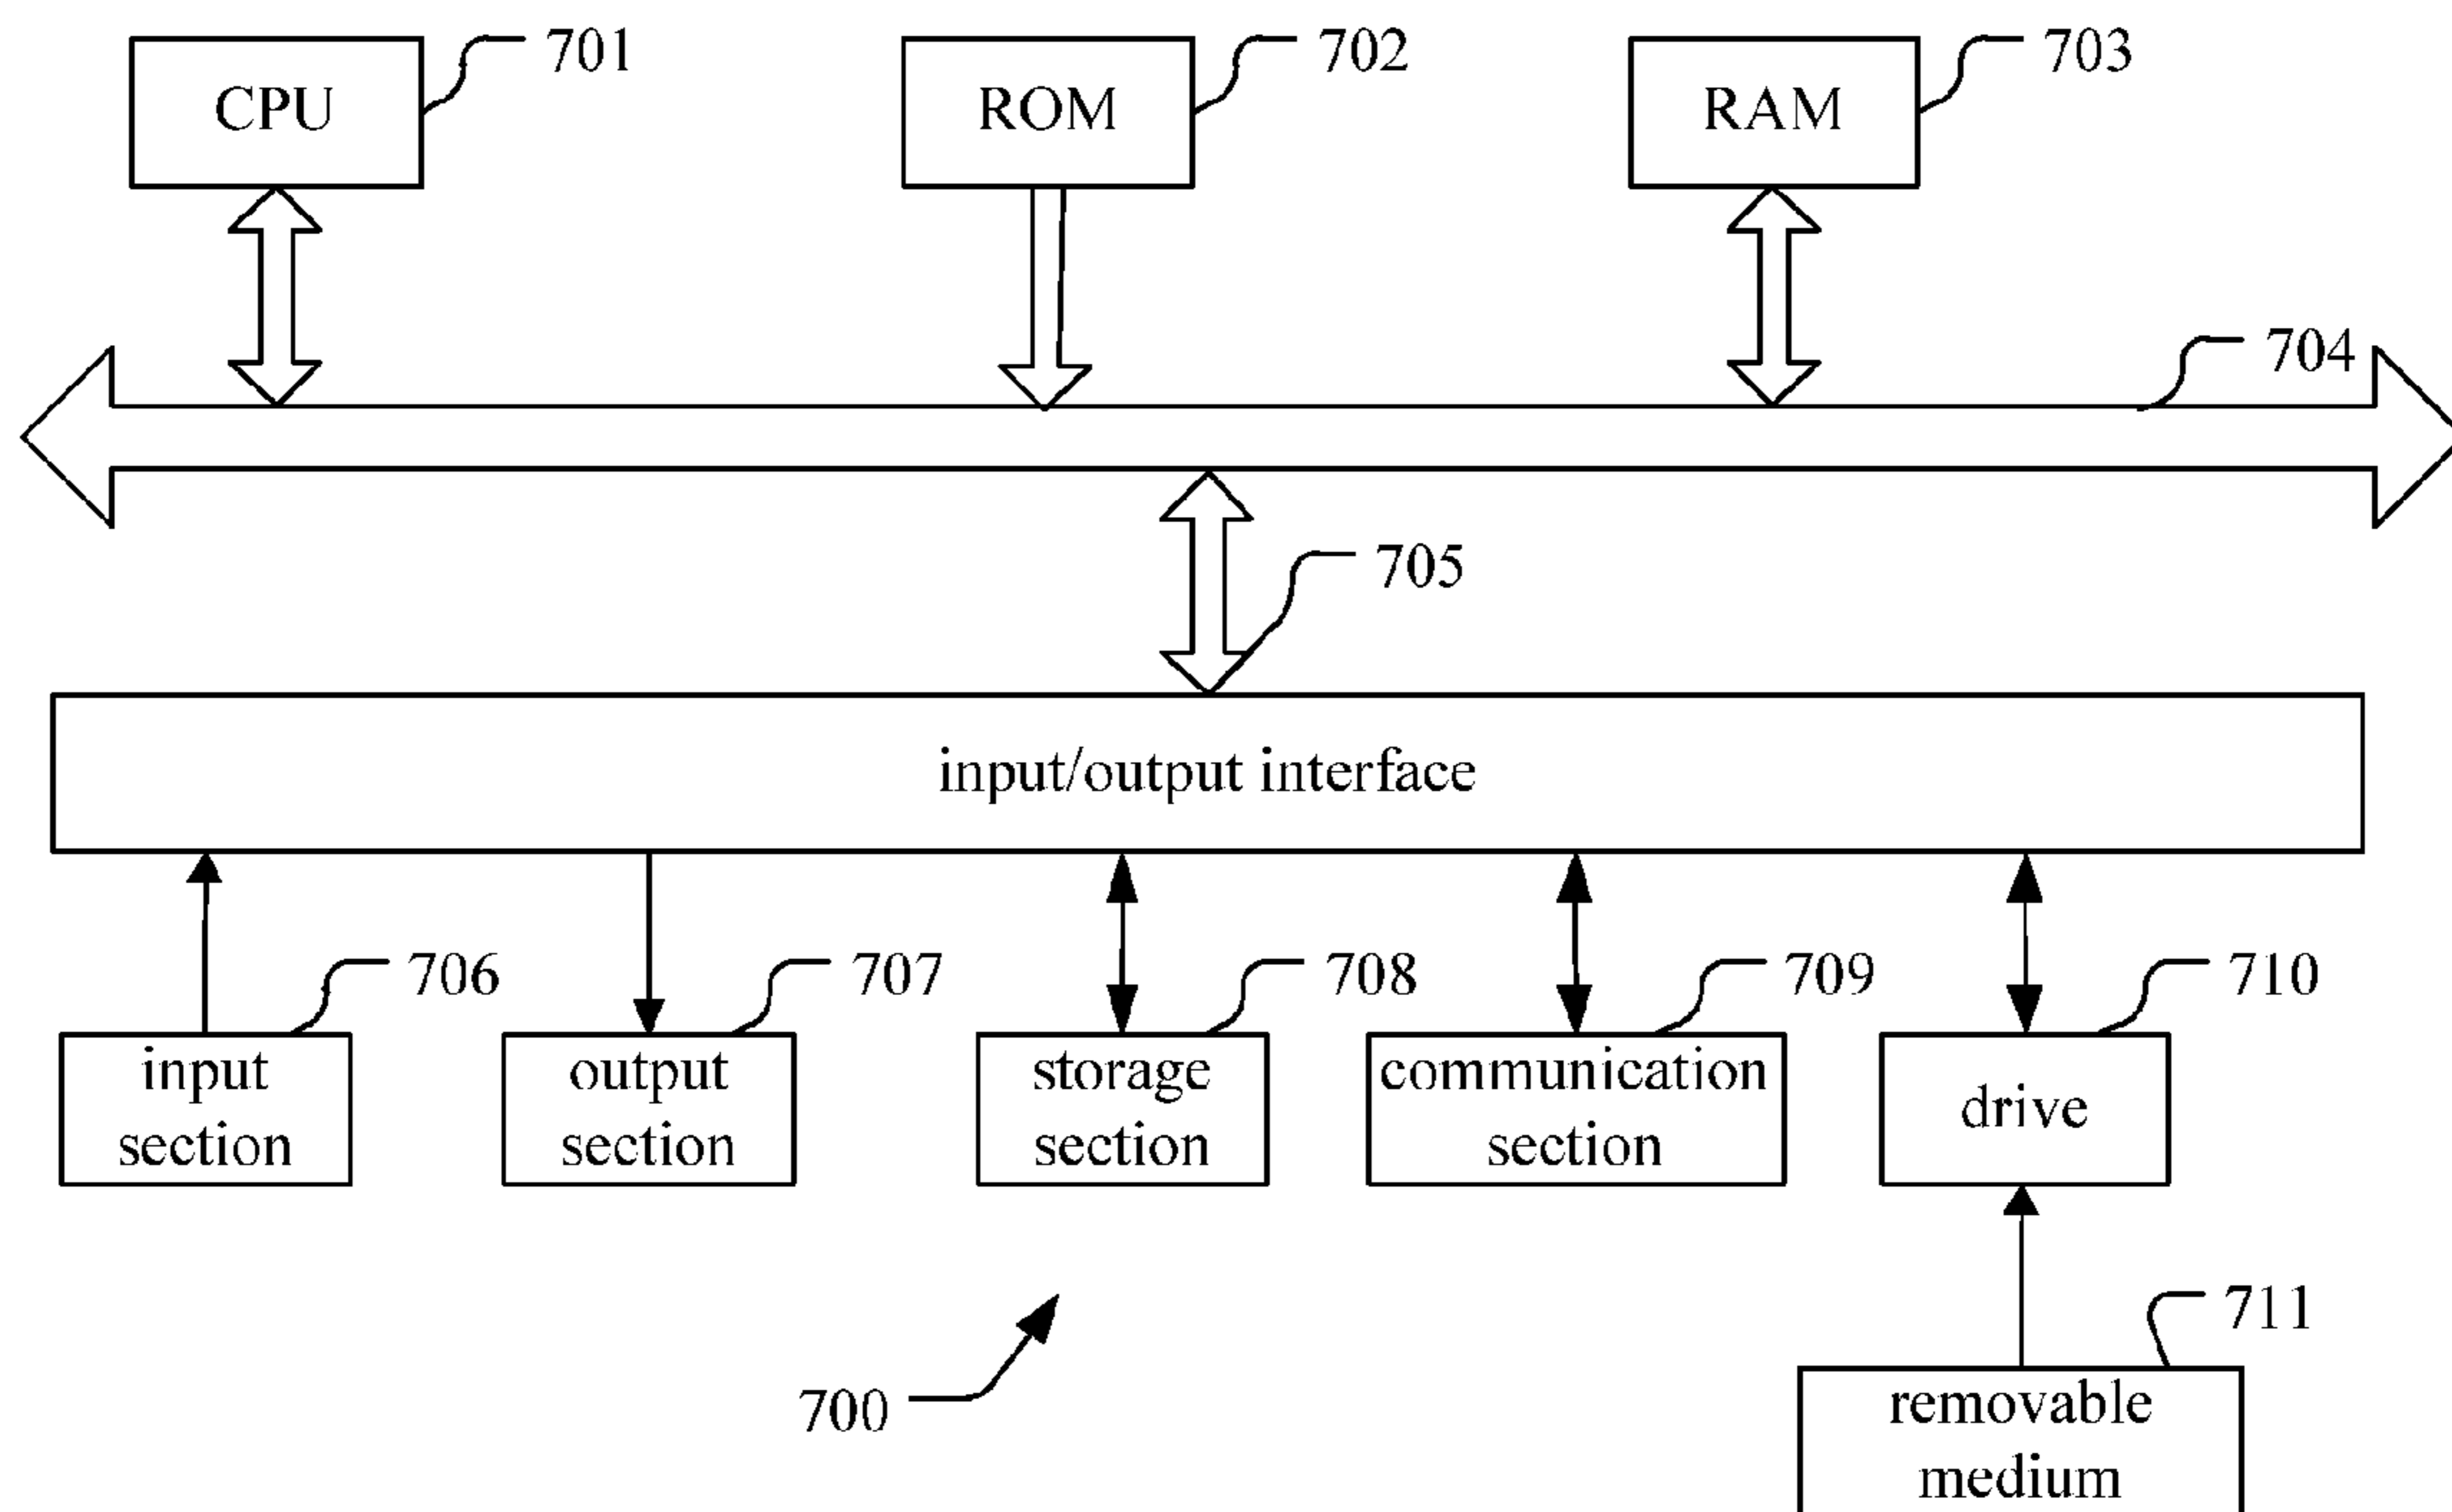 CPU
701
ROM
702
RAM
703
704
705
input/output interface
706
707
708
709
710
input
section
output
section
storage
section
communication
section
drive
711
700
removable
medium